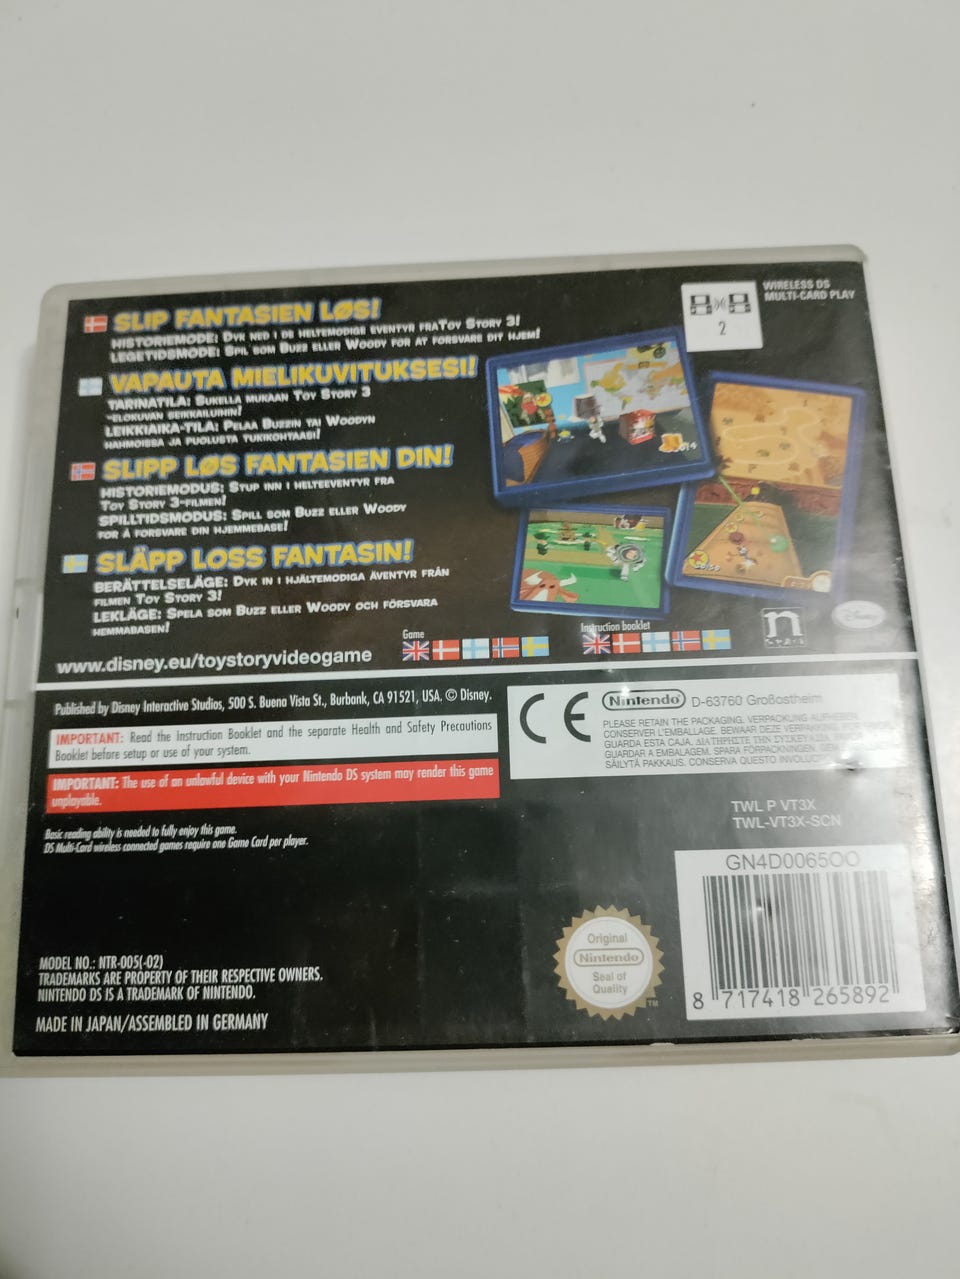 SLIP FANTASIEN LØS!
HISTORIEMODE: DYK NED I DE HELTEMODIGE EVENTYR FRATOY STORY 3!
LEGETIDSMODE: SPIL SOM BUZZ ELLER WOODY FOR AT FORSVARE DIT HJEM!
VAPAUTA MIELIKUVITUKSESI!
TARINATILA: SUKELLA MUKAAN TOY STORY 3
-ELOKUVAN SEIKKAILUIHIN!
LEIKKIAIKA-TILA: PELAA BUZZIN TAI WOODYN
HAHMOISSA JA PUOLUSTA TUKIKOHTAASI!
SLIPP LØS FANTASIEN DIN!
HISTORIEMODUS: STUP INN I HELTEEVENTYR FRA
TOY STORY 3-FILMEN!
SPILLTIDSMODUS: SPILL SOM BUZZ ELLER WOODY
FOR Å FORSVARE DIN HJEMMEBASE!
SLÄPP LOSS FANTASIN!
BERÄTTELSELÄGE: DYK IN I HJÄLTEMODIGA ÄVENTYR FRÅN
FILMEN TOY STORY 3!
LEKLÄGE: SPELA SOM BUZZ ELLER WOODY OCH FÖRSVARA
HEMMABASEN!
www.disney.eu/toystoryvideogame
Game
Instruction booklet
2
WIRELESS DS
MULTI-CARD PLAY
n
SPACE
Disney
Published by Disney Interactive Studios, 500 S. Buena Vista St., Burbank, CA 91521, USA. © Disney.
IMPORTANT: Read the Instruction Booklet and the separate Health and Safety Precautions
Booklet before setup or use of your system.
IMPORTANT: The use of an unlawful device with your Nintendo DS system may render this game
unplayable.
Basic reading ability is needed to fully enjoy this game.
DS Multi-Card wireless connected games require one Game Card per player.
CE
Nintendo D-63760 Großostheim
PLEASE RETAIN THE PACKAGING. VERPACKUNG
CONSERVER L'EMBALLAGE. BEWAAR DEZE
GUARDA ESTA CAJA. ΔΙΑΤΗΡΗΣΤΕ ΤΗΝ ΣΥΣΚΕΥΑΣΙΑ.
GUARDAR A EMBALAGEM. SPARA FÖRPACKNINGEN.
SÄILYTÄ PAKKAUS. CONSERVA QUESTO
TWL P VT3X
TWL-VT3X-SCN
GN4D0065OO
8 717418 265892
Original
Nintendo
Seal of
Quality
TM
MODEL NO.: NTR-005(-02)
TRADEMARKS ARE PROPERTY OF THEIR RESPECTIVE OWNERS.
NINTENDO DS IS A TRADEMARK OF NINTENDO.
MADE IN JAPAN/ASSEMBLED IN GERMANY